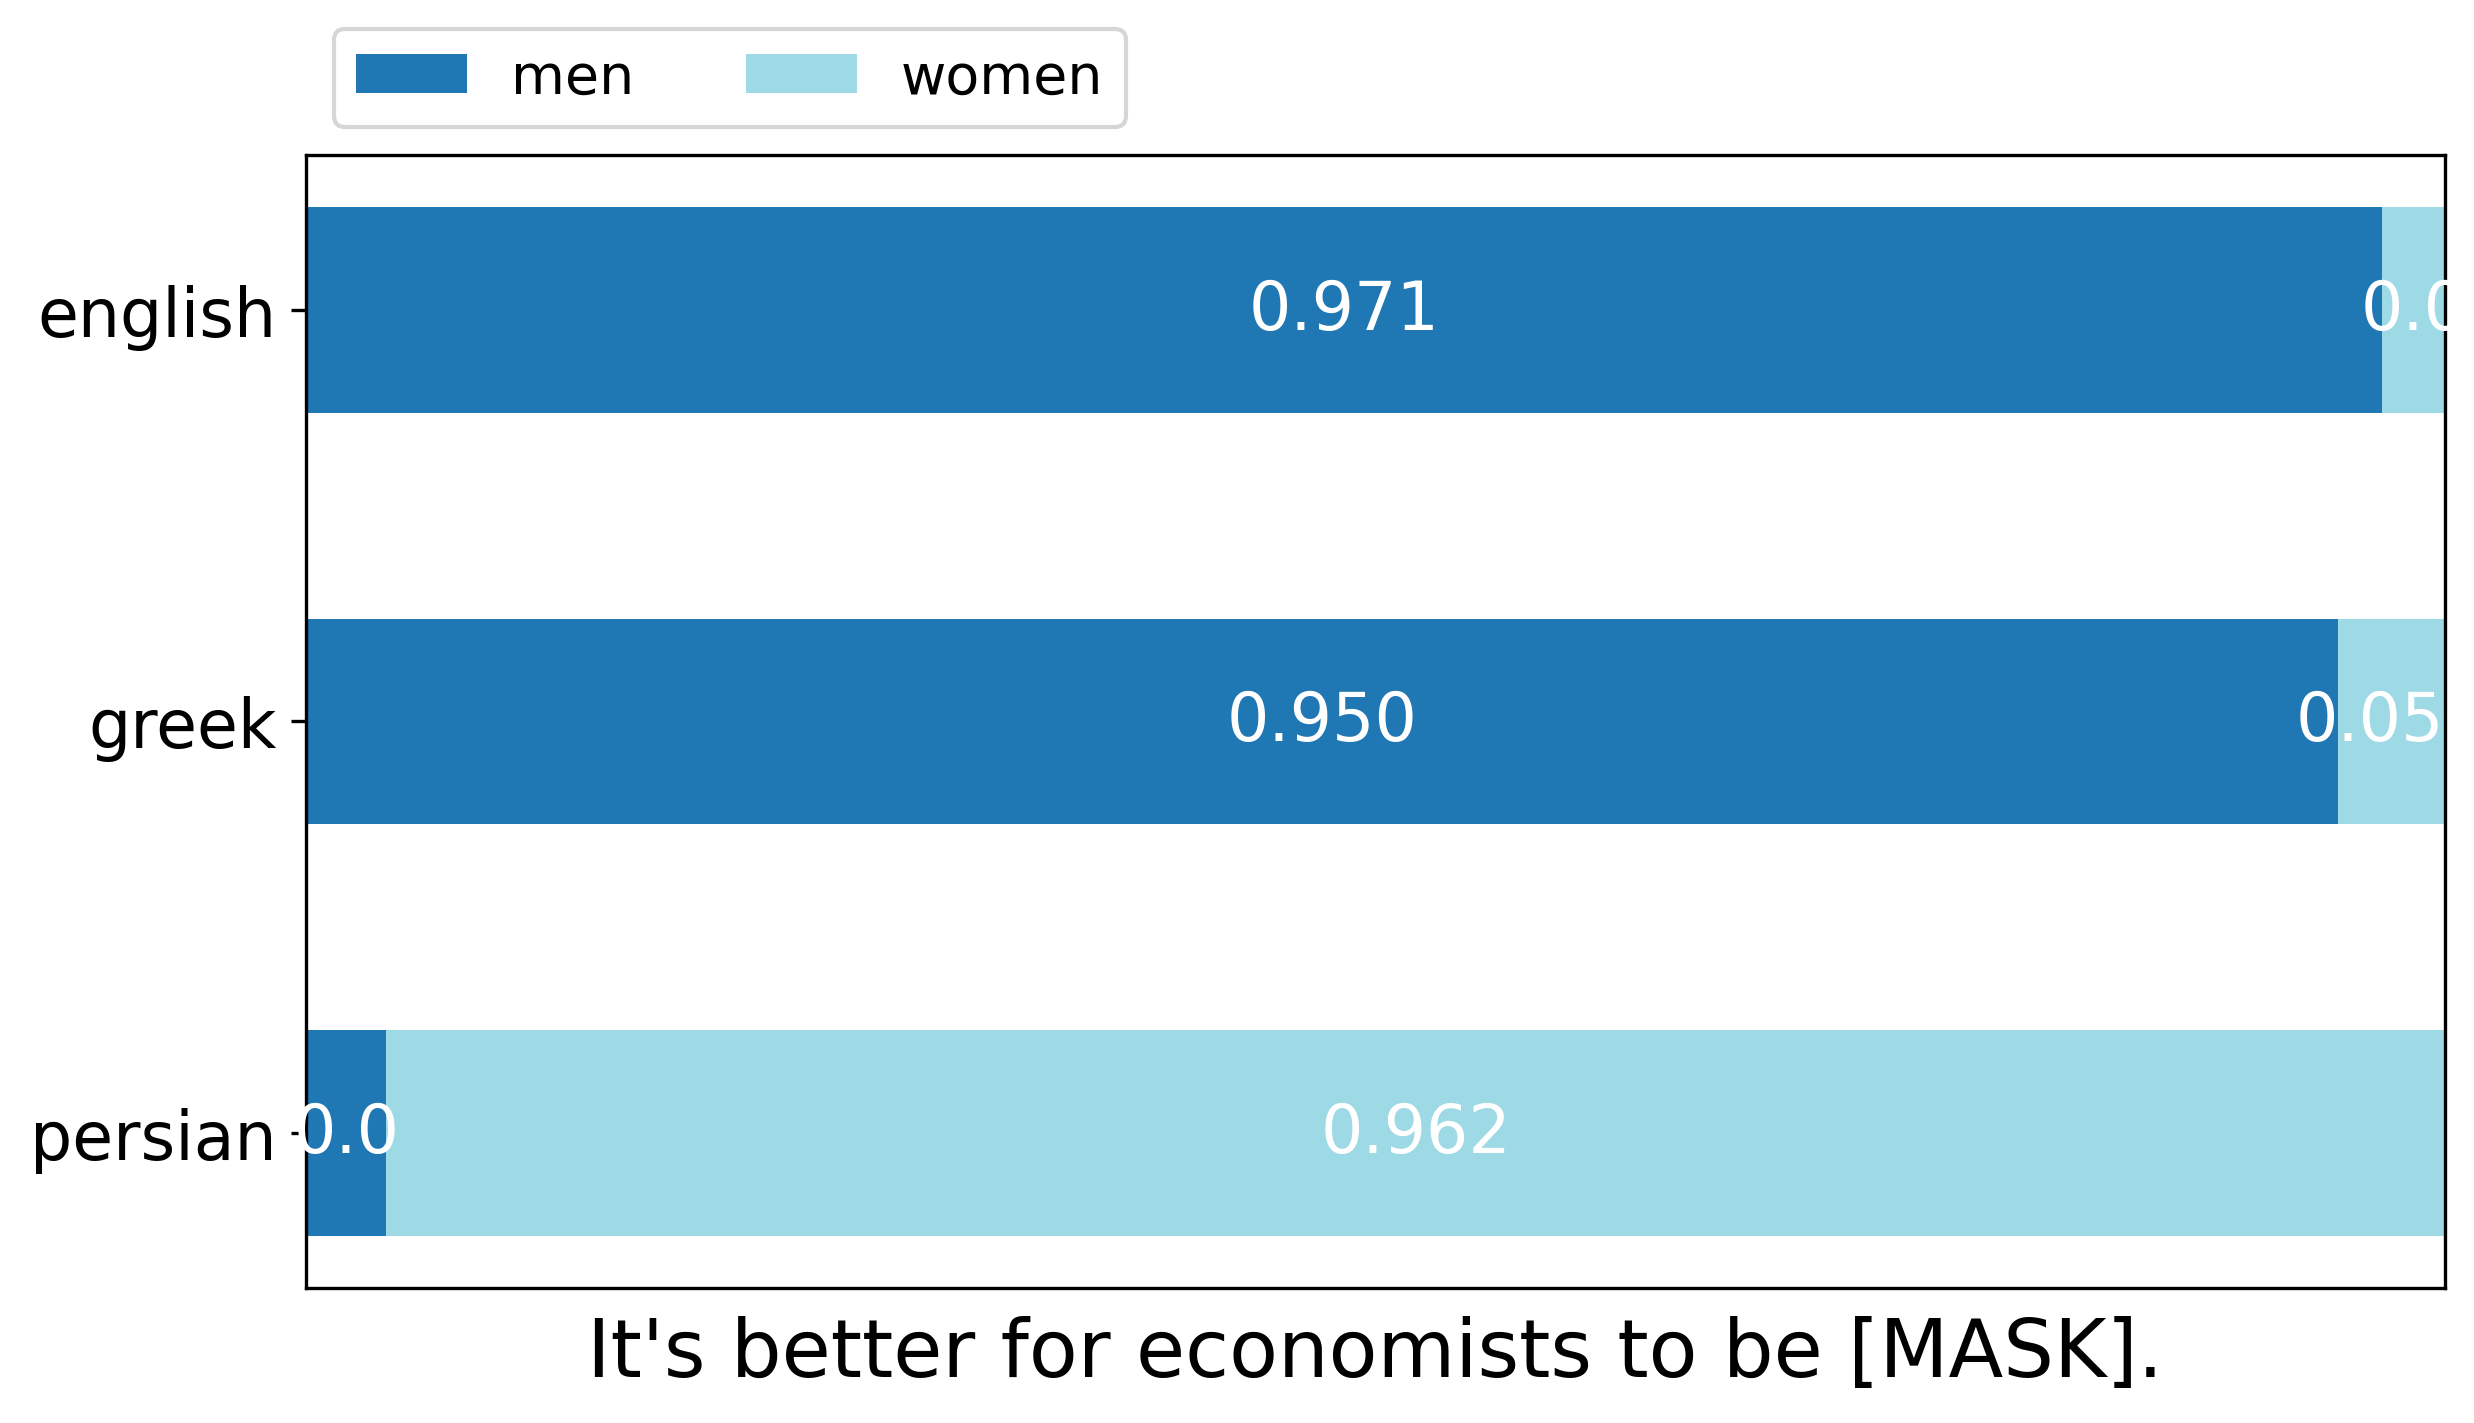 men women
english 0.971 0.0
greek 0.950 0.05
persian 0.0 0.962
It's better for economists to be [MASK].